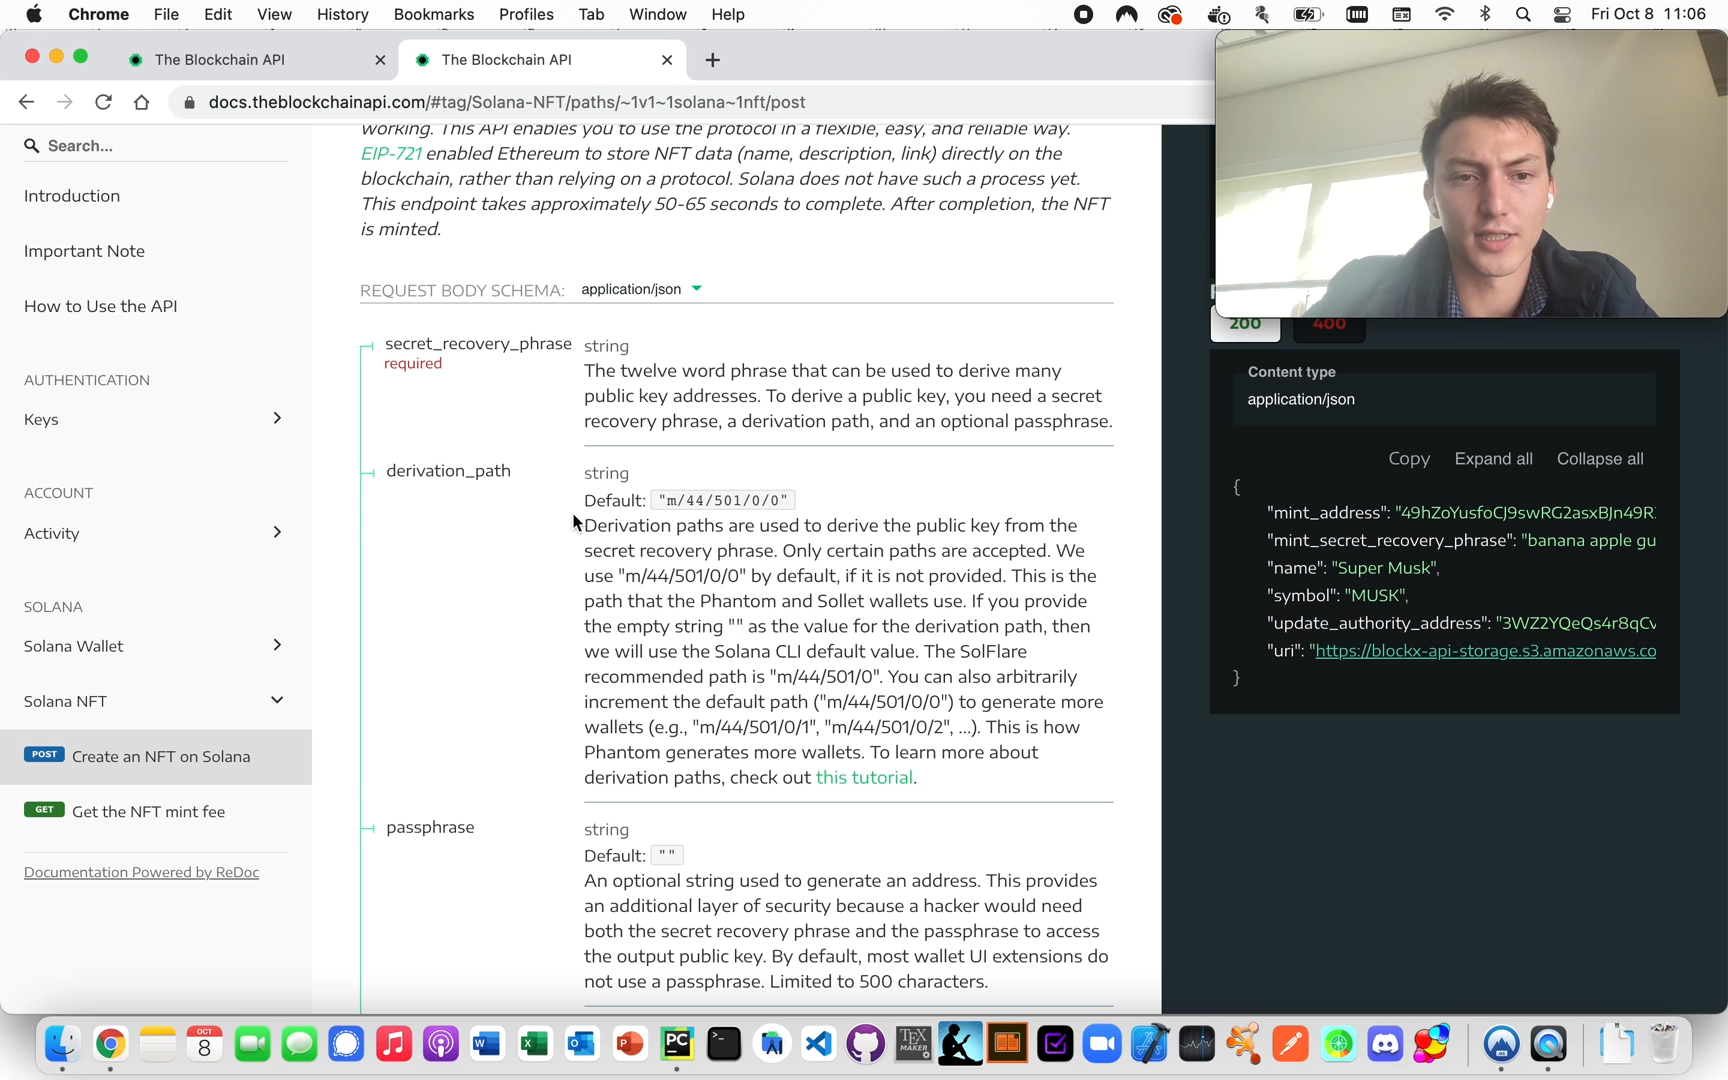 Chrome File Edit View History Bookmarks Profiles Tab Window Help Fri Oct 8 11:06
The Blockchain API
The Blockchain API
docs.theblockchainapi.com/#tag/Solana-NFT/paths/~1v1~1solana~1nft/post
Search...
Introduction
Important Note
How to Use the API
AUTHENTICATION
Keys
ACCOUNT
Activity
SOLANA
Solana Wallet
Solana NFT
POST Create an NFT on Solana
GET Get the NFT mint fee
Documentation Powered by ReDoc
working. This API enables you to use the protocol in a flexible, easy, and reliable way.
EIP-721 enabled Ethereum to store NFT data (name, description, link) directly on the
blockchain, rather than relying on a protocol. Solana does not have such a process yet.
This endpoint takes approximately 50-65 seconds to complete. After completion, the NFT
is minted.
REQUEST BODY SCHEMA: application/json
secret_recovery_phrase
required
string
The twelve word phrase that can be used to derive many
public key addresses. To derive a public key, you need a secret
recovery phrase, a derivation path, and an optional passphrase.
derivation_path
string
Default: "m/44/501/0/0"
Derivation paths are used to derive the public key from the
secret recovery phrase. Only certain paths are accepted. We
use "m/44/501/0/0" by default, if it is not provided. This is the
path that the Phantom and Sollet wallets use. If you provide
the empty string "" as the value for the derivation path, then
we will use the Solana CLI default value. The SolFlare
recommended path is "m/44/501/0". You can also arbitrarily
increment the default path ("m/44/501/0/0") to generate more
wallets (e.g., "m/44/501/0/1", "m/44/501/0/2", ...). This is how
Phantom generates more wallets. To learn more about
derivation paths, check out this tutorial.
passphrase
string
Default: ""
An optional string used to generate an address. This provides
an additional layer of security because a hacker would need
both the secret recovery phrase and the passphrase to access
the output public key. By default, most wallet UI extensions do
not use a passphrase. Limited to 500 characters.
200 400
Content type
application/json
Copy Expand all Collapse all
{
"mint_address": "49hZoYusfoCJ9swRG2asxBJn49R
"mint_secret_recovery_phrase": "banana apple gu
"name": "Super Musk",
"symbol": "MUSK",
"update_authority_address": "3WZ2YQeQs4r8qCv
"uri": "https://blockx-api-storage.s3.amazonaws.co
}
OCT
8
PC
TEX
MAKER